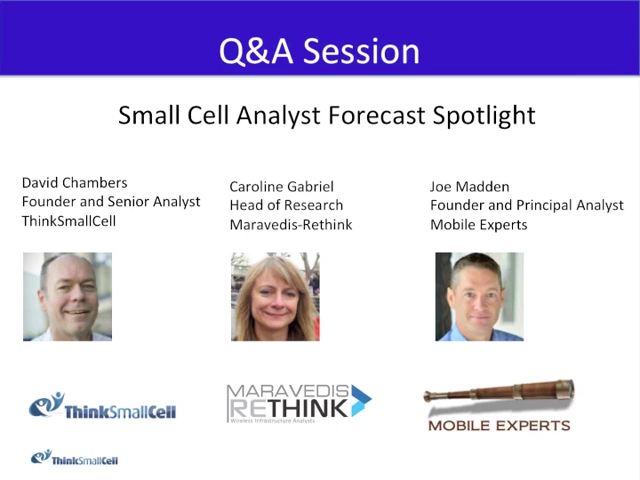 Q&A Session
Small Cell Analyst Forecast Spotlight
David Chambers
Founder and Senior Analyst
ThinkSmallCell
Caroline Gabriel
Head of Research
Maravedis-Rethink
Joe Madden
Founder and Principal Analyst
Mobile Experts
ThinkSmallCell
MARAVEDIS
RETHINK
Wireless Infrastructure Analysts
MOBILE EXPERTS
ThinkSmallCell